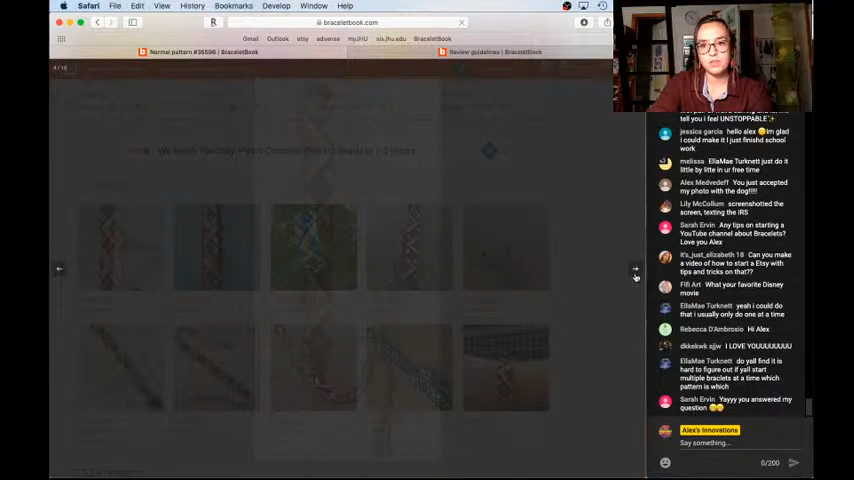 Safari File Edit View History Bookmarks Develop Window Help
R braceletbook.com
Gmail Outlook etsy adsense myJHU sis.jhu.edu BraceletBook
Normal pattern #35596 | BraceletBook
Review guidelines | BraceletBook
tell you i feel UNSTOPPABLE✨
jessica garcia hello alex 😊Im glad
i could make it I just finishd school
work
melissa EllaMae Turknett just do it
little by litte in ur free time
Alex Medvedeff You just accepted
my photo with the dog!!!!!
Lily McCollum screenshotted the
screen, texting the IRS
Sarah Ervin Any tips on starting a
YouTube channel about Bracelets?
Love you Alex
it's_just_elizabeth 18 Can you make
a video of how to start a Etsy with
tips and tricks on that??
Fifi Art What your favorite Disney
movie
EllaMae Turknett yeah i could do
that i usually only do one at a time
Rebecca D'Ambrosio Hi Alex
dkkekwk sjjw I LOVE YOUUUUUUUU
EllaMae Turknett do yall find it is
hard to figure out if yall start
multiple braclets at a time which
pattern is which
Sarah Ervin Yayyy you answered my
question 😊😊
Alex's Innovations
Say something...
0/200